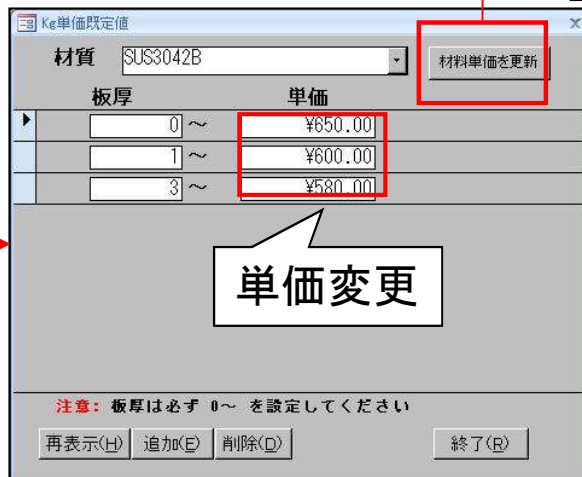 Kg単価既定値
材質 SUS3042B 材料単価を更新
板厚 単価
0 ～ ¥650.00
1 ～ ¥600.00
3 ～ ¥580.00
単価変更
注意: 板厚は必ず 0～ を設定してください
再表示(H) 追加(E) 削除(D) 終了(R)